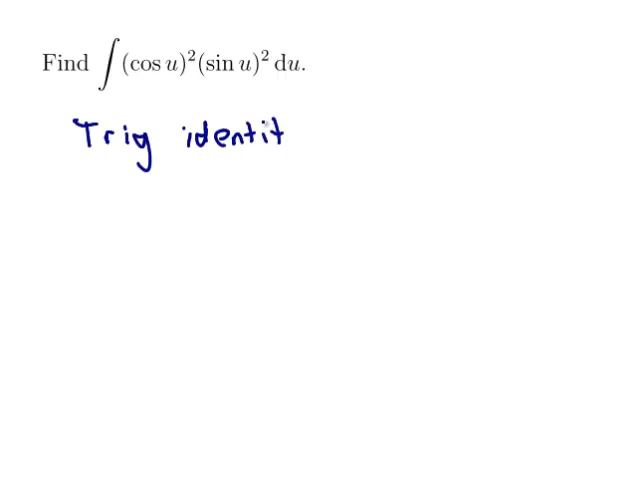 Find ∫(cos u)²(sin u)² du.
Trig identit